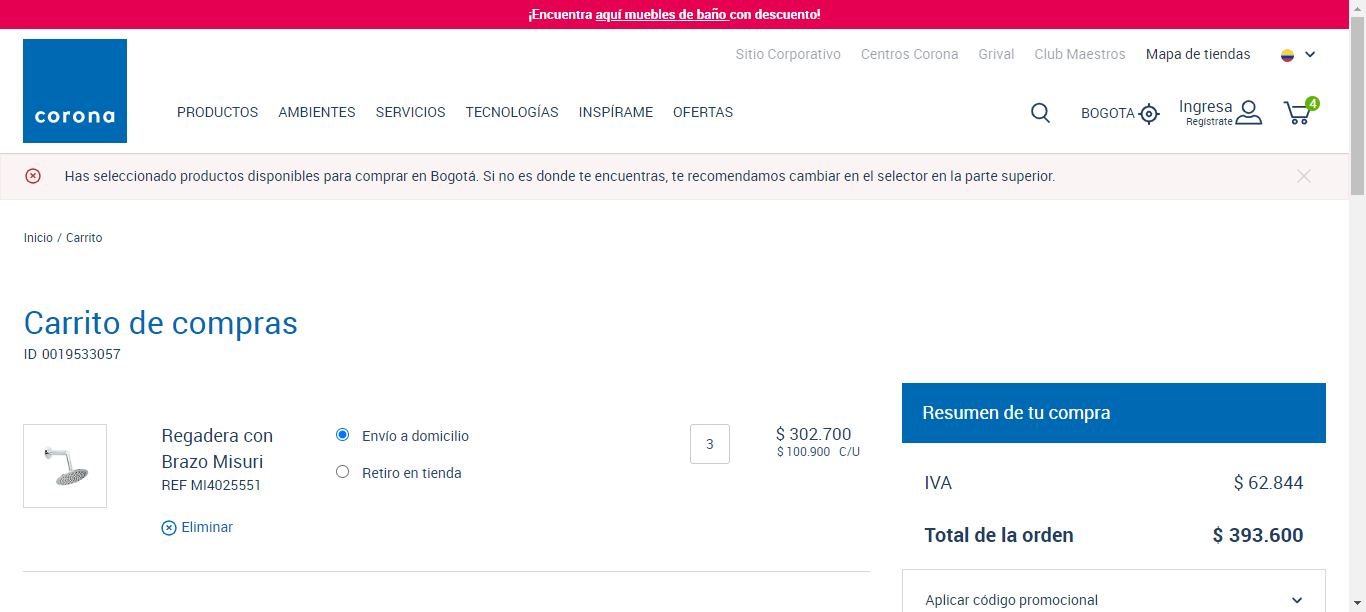 ¡Encuentra aquí muebles de baño con descuento!
Sitio Corporativo Centros Corona Grival Club Maestros Mapa de tiendas
corona
PRODUCTOS AMBIENTES SERVICIOS TECNOLOGÍAS INSPÍRAME OFERTAS
BOGOTA
Ingresa
Regístrate
4
Has seleccionado productos disponibles para comprar en Bogotá. Si no es donde te encuentras, te recomendamos cambiar en el selector en la parte superior.
Inicio / Carrito
Carrito de compras
ID 0019533057
Regadera con
Brazo Misuri
REF MI4025551
Eliminar
Envío a domicilio
Retiro en tienda
3
$ 302.700
$ 100.900 C/U
Resumen de tu compra
IVA $ 62.844
Total de la orden $ 393.600
Aplicar código promocional